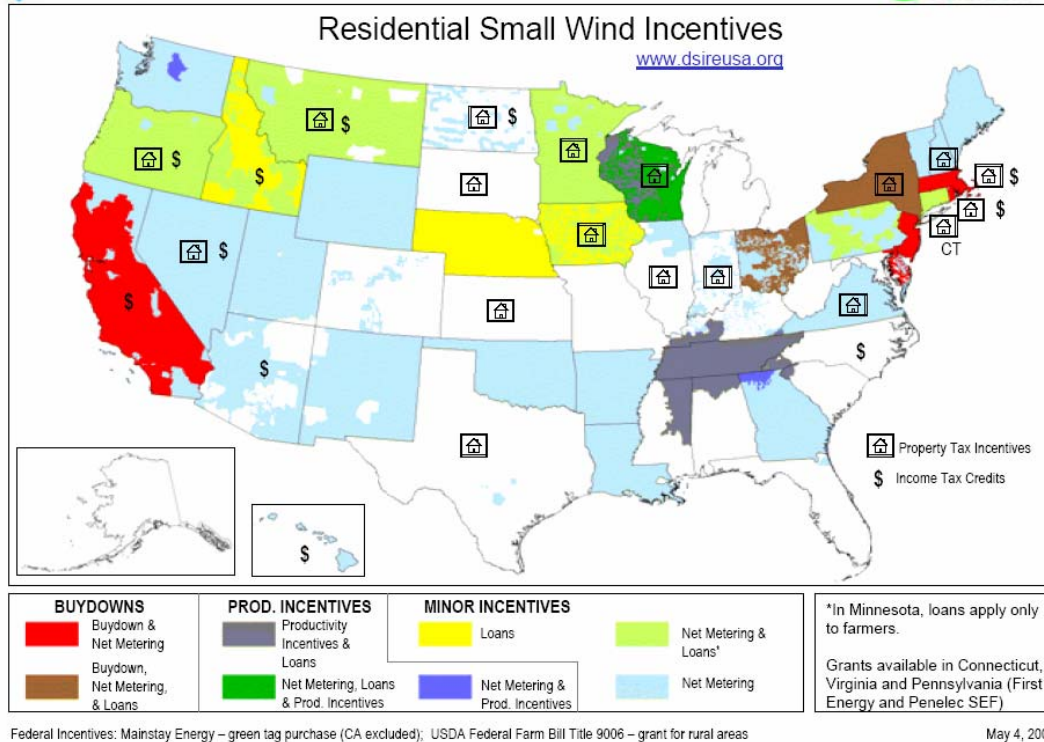 Residential Small Wind Incentives
www.dsireusa.org
$
$
$
$
$
$
$
$
$
$
$
CT
Property Tax Incentives
$ Income Tax Credits
BUYDOWNS
Buydown &
Net Metering
Buydown,
Net Metering,
& Loans
PROD. INCENTIVES
Productivity
Incentives &
Loans
Net Metering, Loans
& Prod. Incentives
MINOR INCENTIVES
Loans
Net Metering &
Prod. Incentives
Net Metering &
Loans*
Net Metering
*In Minnesota, loans apply only
to farmers.
Grants available in Connecticut,
Virginia and Pennsylvania (First
Energy and Penelec SEF)
Federal Incentives: Mainstay Energy – green tag purchase (CA excluded); USDA Federal Farm Bill Title 9006 – grant for rural areas
May 4,